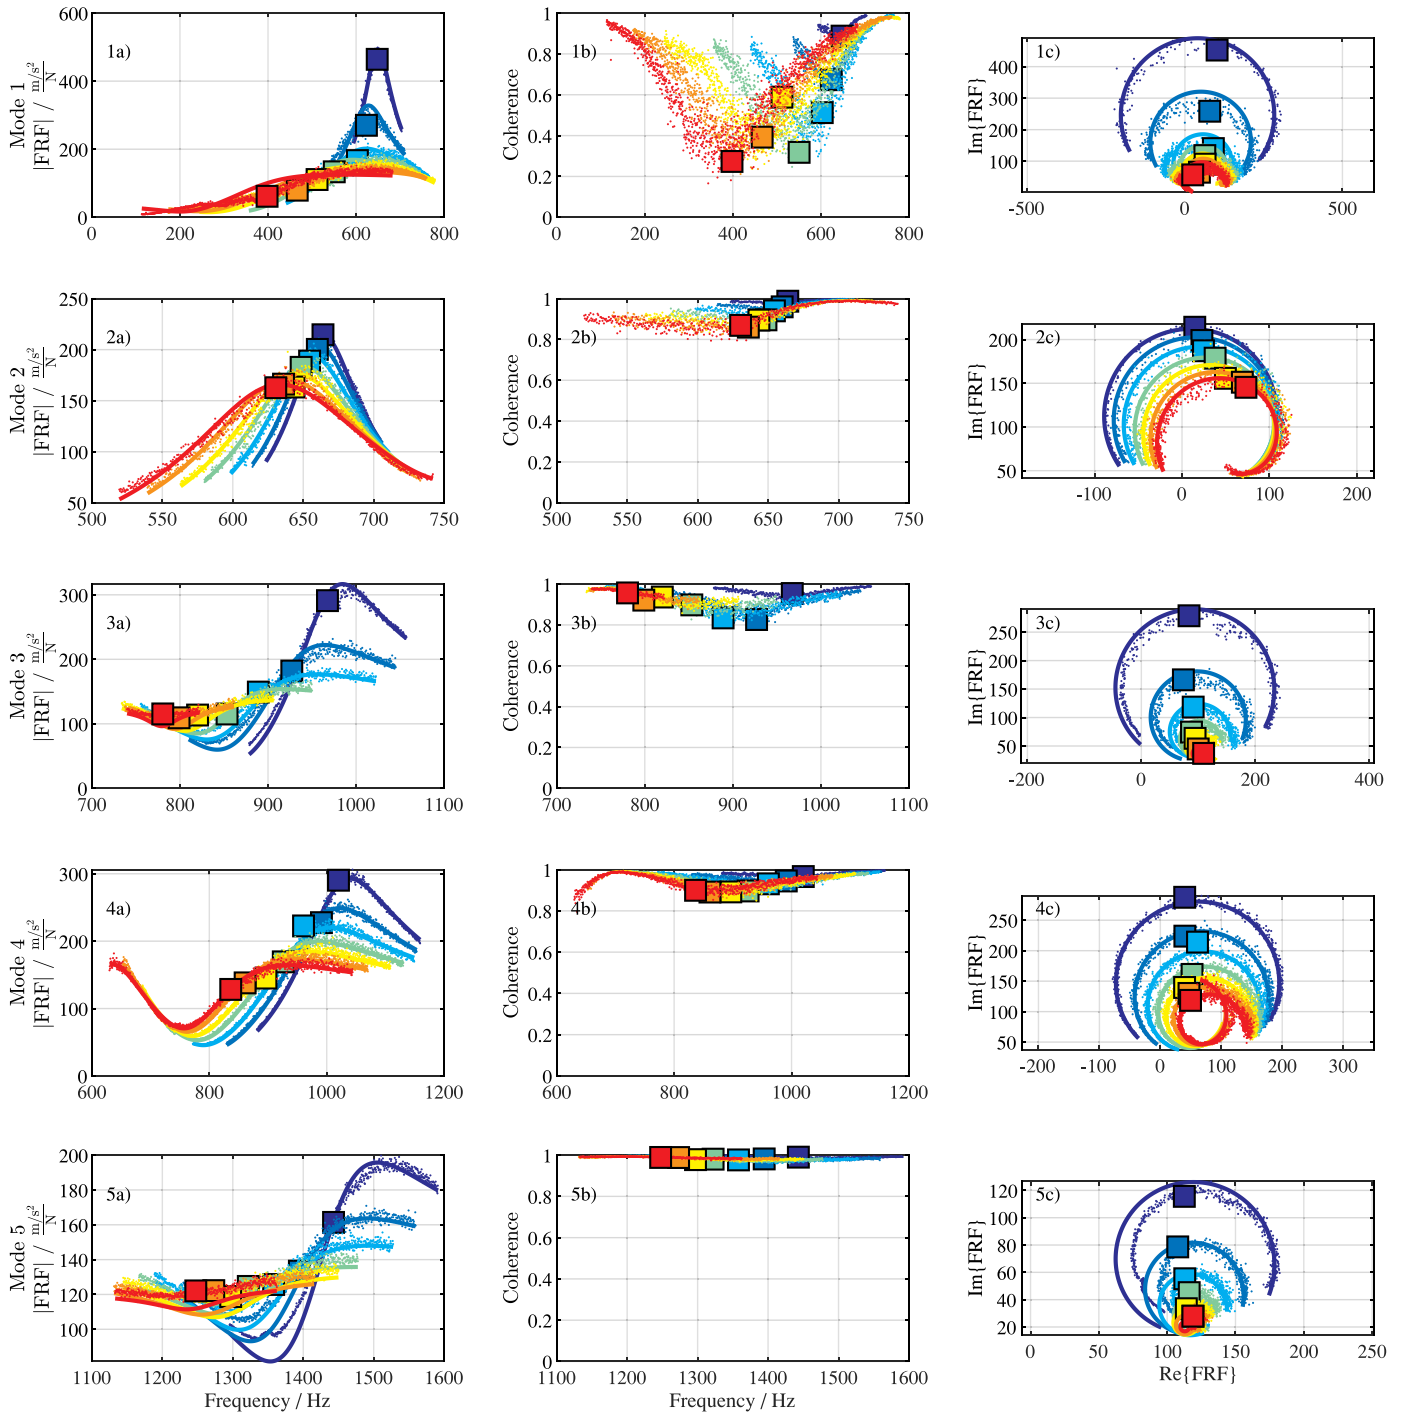 Mode 1
|FRF| / m/s² / N
600
400
200
0
0 200 400 600 800
1a)
Coherence
1
0.8
0.6
0.4
0.2
0
0 200 400 600 800
1b)
Im{FRF}
400
300
200
100
-500 0 500
1c)
Mode 2
|FRF| / m/s² / N
250
200
150
100
50
500 550 600 650 700 750
2a)
Coherence
1
0.8
0.6
0.4
0.2
0
500 550 600 650 700 750
2b)
Im{FRF}
200
150
100
50
-100 0 100 200
2c)
Mode 3
|FRF| / m/s² / N
300
200
100
0
700 800 900 1000 1100
3a)
Coherence
1
0.8
0.6
0.4
0.2
0
700 800 900 1000 1100
3b)
Im{FRF}
250
200
150
100
50
-200 0 200 400
3c)
Mode 4
|FRF| / m/s² / N
300
200
100
0
600 800 1000 1200
4a)
Coherence
1
0.8
0.6
0.4
0.2
0
600 800 1000 1200
4b)
Im{FRF}
250
200
150
100
50
-200 -100 0 100 200 300
4c)
Mode 5
|FRF| / m/s² / N
200
180
160
140
120
100
1100 1200 1300 1400 1500 1600
5a)
Frequency / Hz
Coherence
1
0.8
0.6
0.4
0.2
0
1100 1200 1300 1400 1500 1600
5b)
Frequency / Hz
Im{FRF}
120
100
80
60
40
20
0 50 100 150 200 250
5c)
Re{FRF}